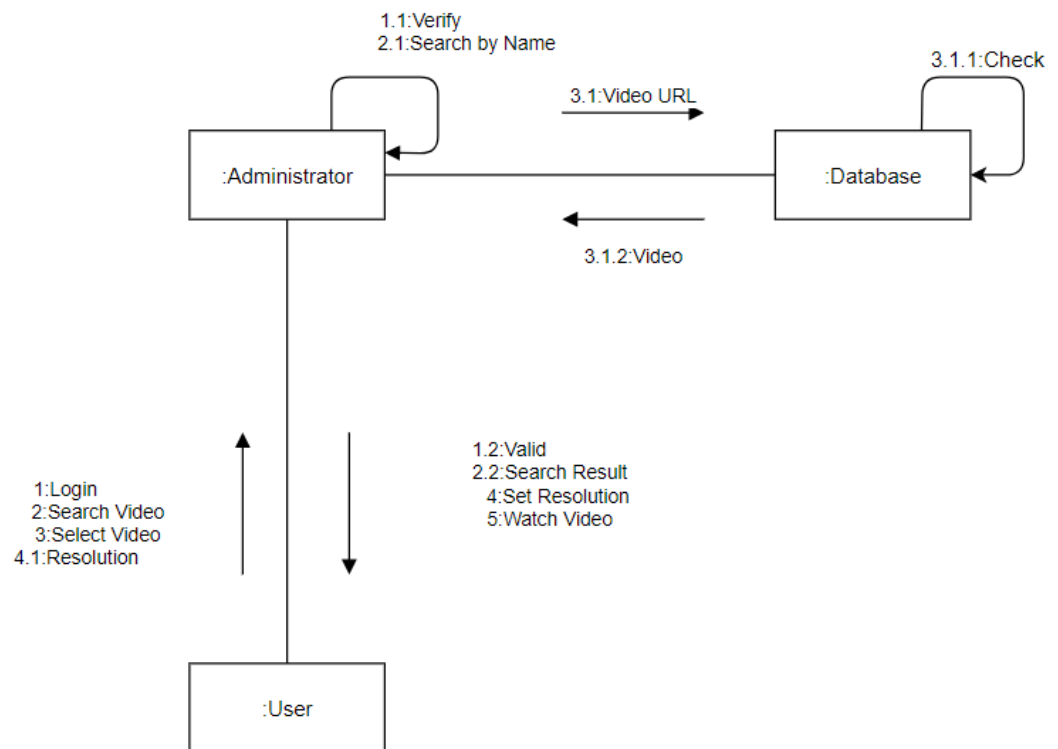 1.1:Verify
2.1:Search by Name
3.1.1:Check
3.1:Video URL
:Administrator
:Database
3.1.2:Video
1:Login
2:Search Video
3:Select Video
4.1:Resolution
1.2:Valid
2.2:Search Result
4:Set Resolution
5:Watch Video
:User